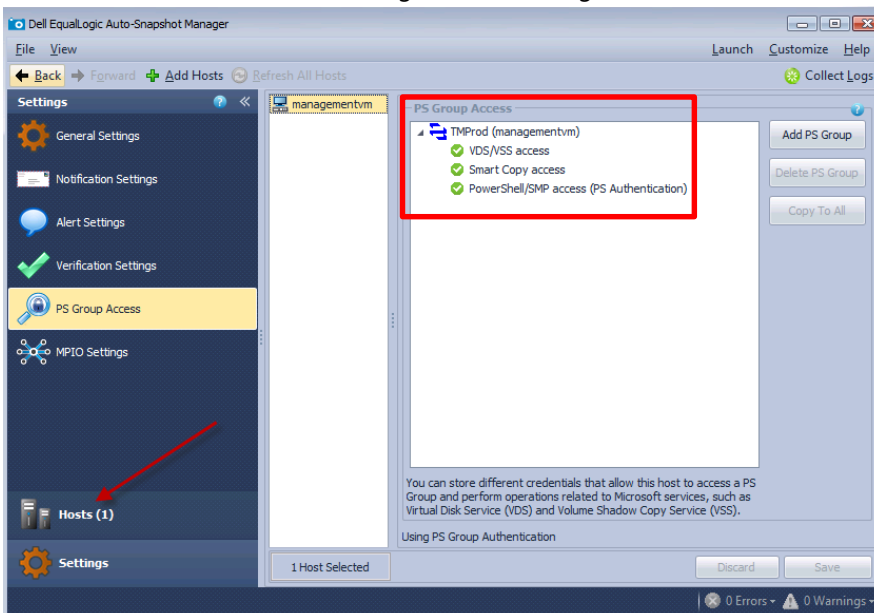 Dell EqualLogic Auto-Snapshot Manager
File View Launch Customize Help
Back Forward Add Hosts Refresh All Hosts Collect Logs
Settings
General Settings
Notification Settings
Alert Settings
Verification Settings
PS Group Access
MPIO Settings
Hosts (1)
Settings
managementvm
1 Host Selected
PS Group Access
TMProd (managementvm)
VDS/VSS access
Smart Copy access
PowerShell/SMP access (PS Authentication)
Add PS Group
Delete PS Group
Copy To All
You can store different credentials that allow this host to access a PS
Group and perform operations related to Microsoft services, such as
Virtual Disk Service (VDS) and Volume Shadow Copy Service (VSS).
Using PS Group Authentication
Discard Save
0 Errors 0 Warnings